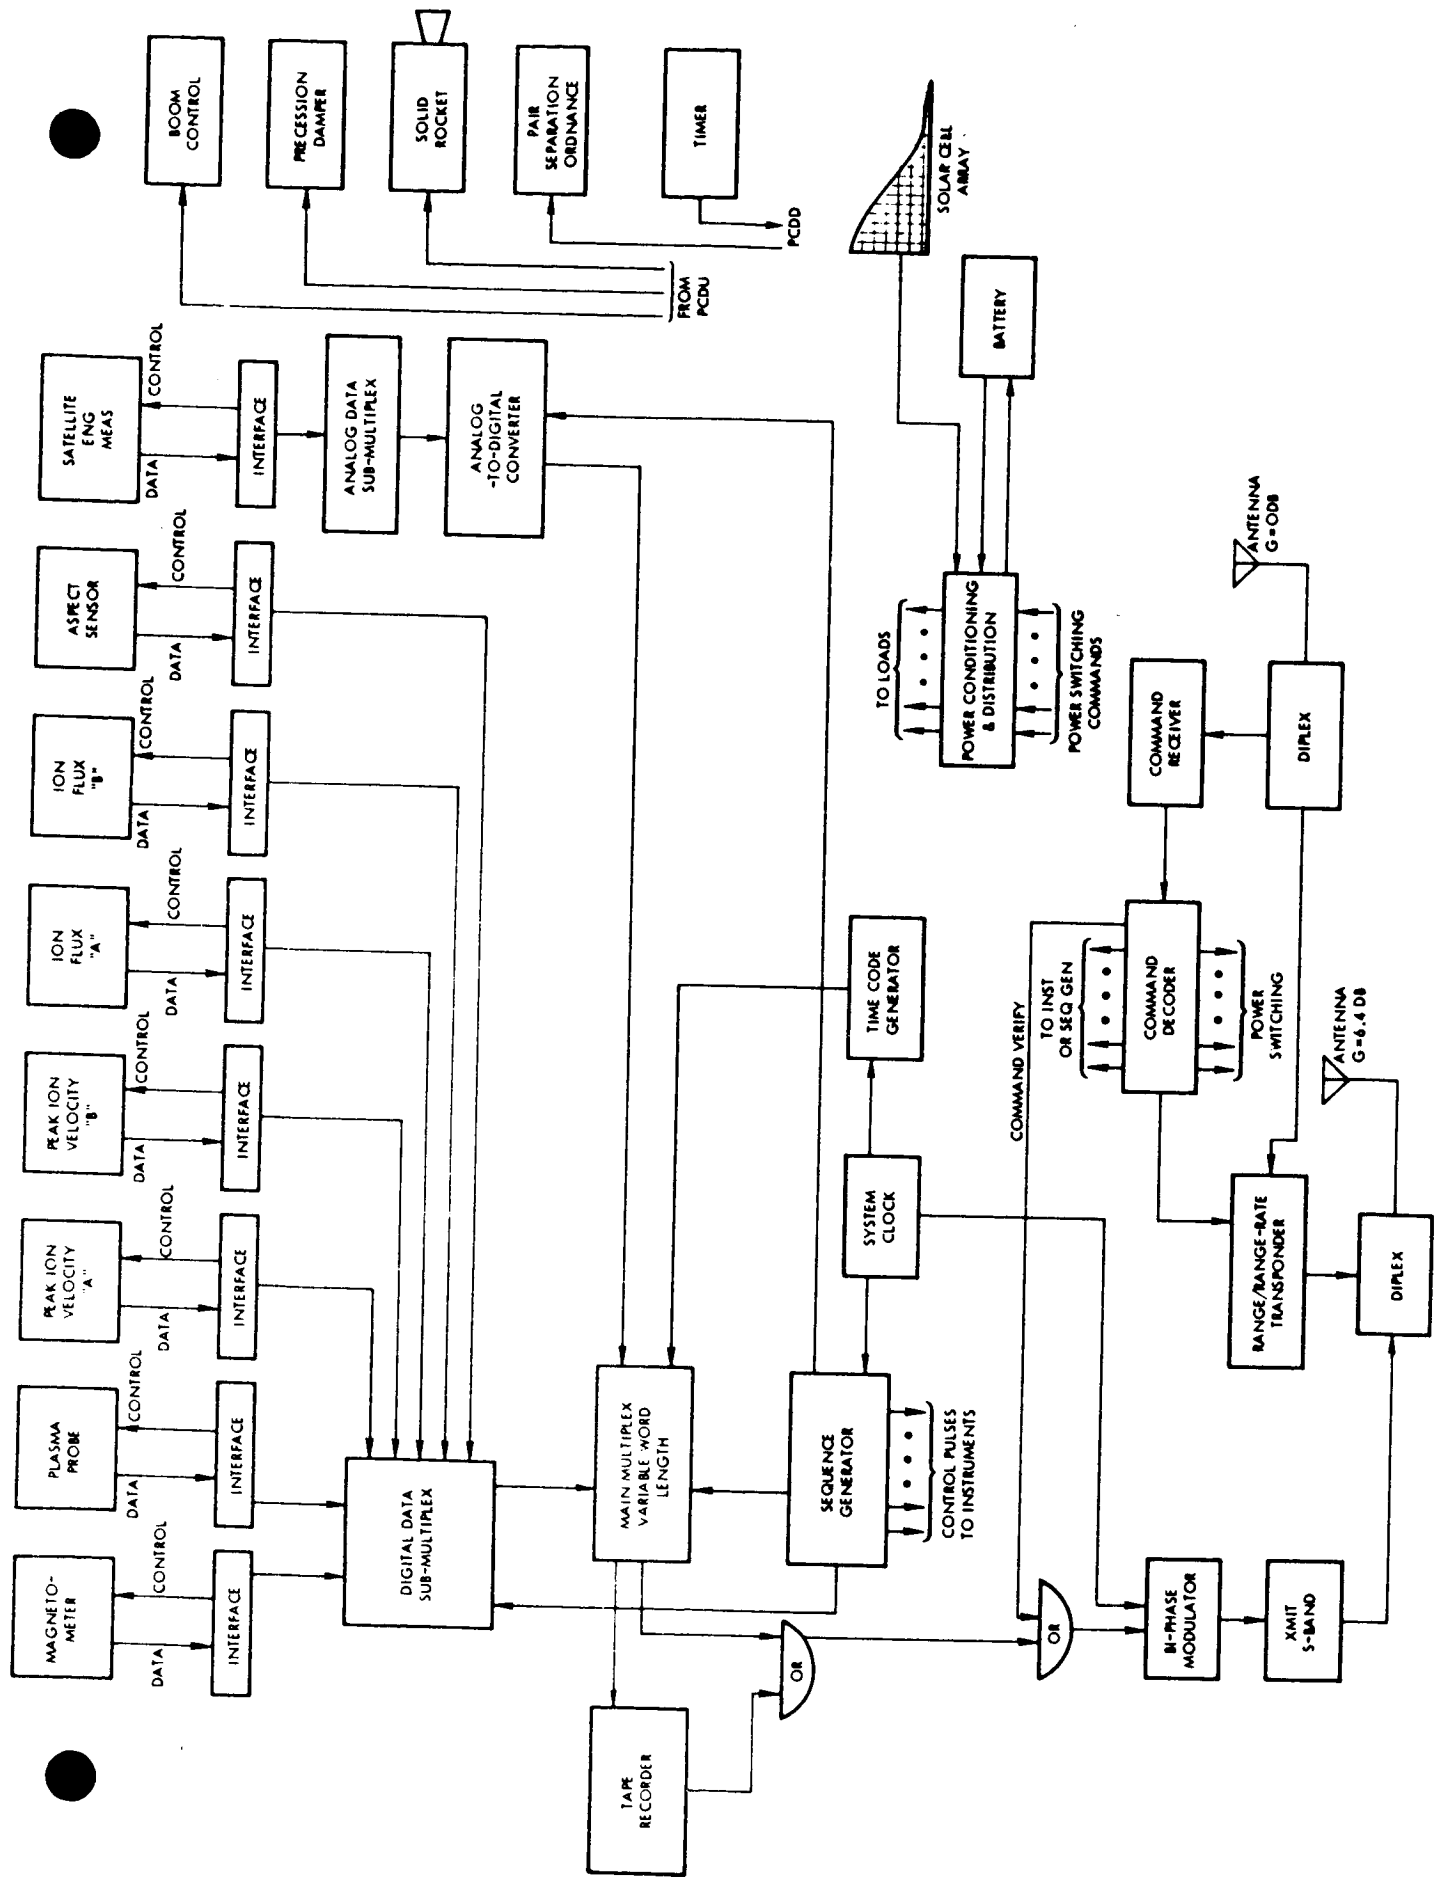 MAGNETO-
METER
PLASMA
PROBE
PEAK ION
VELOCITY
"A"
PEAK ION
VELOCITY
"B"
ION
FLUX
"A"
ION
FLUX
"B"
ASPECT
SENSOR
SATELLITE
ENG
MEAS
DATA
CONTROL
DATA
CONTROL
DATA
CONTROL
DATA
CONTROL
DATA
CONTROL
DATA
CONTROL
DATA
CONTROL
DATA
CONTROL
INTERFACE
INTERFACE
INTERFACE
INTERFACE
INTERFACE
INTERFACE
INTERFACE
INTERFACE
BOOM
CONTROL
PRECESSION
DAMPER
SOLID
ROCKET
PAIR
SEPARATION
ORDNANCE
TIMER
FROM
PCDU
PCDD
ANALOG DATA
SUB-MULTIPLEX
ANALOG
-TO-DIGITAL
CONVERTER
DIGITAL DATA
SUB-MULTIPLEX
TAPE
RECORDER
MAIN MULTIPLEX
VARIABLE WORD
LENGTH
OR
SEQUENCE
GENERATOR
CONTROL PULSES
TO INSTRUMENTS
SYSTEM
CLOCK
TIME CODE
GENERATOR
SOLAR CELL
ARRAY
BATTERY
TO LOADS
POWER CONDITIONING
& DISTRIBUTION
POWER SWITCHING
COMMANDS
COMMAND VERIFY
OR
TO INST
OR SEQ GEN
COMMAND
DECODER
POWER
SWITCHING
COMMAND
RECEIVER
DIPLEX
ANTENNA
G=0DB
BI-PHASE
MODULATOR
XMIT
S-BAND
RANGE/RANGE-RATE
TRANSPONDER
DIPLEX
ANTENNA
G=6.4 DB